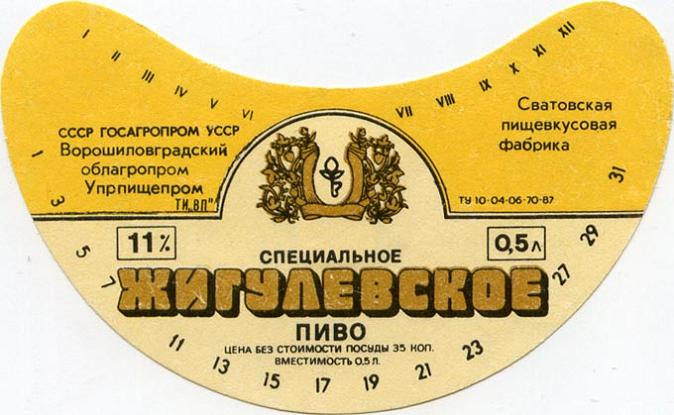 I II III IV V VI VII VIII IX X XI XII
СССР ГОСАГРОПРОМ УССР
Ворошиловградский
облагропром
Упрпищепром
ТИ„ВП"
Сватовская
пищевкусовая
фабрика
ТУ 10-04-06-70-87
11%
0,5 л
СПЕЦИАЛЬНОЕ
ЖИГУЛЕВСКОЕ
ПИВО
ЦЕНА БЕЗ СТОИМОСТИ ПОСУДЫ 35 КОП.
ВМЕСТИМОСТЬ 0,5 Л.
1 3 5 7 11 13 15 17 19 21 23 27 29 31